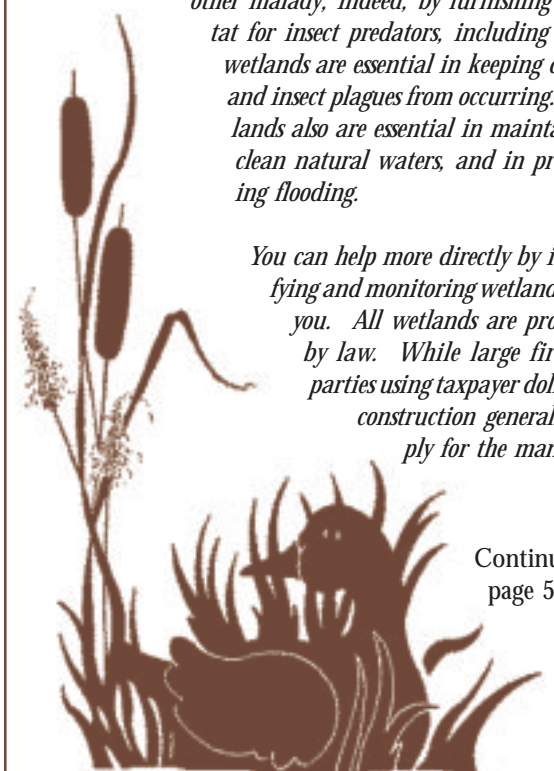 other malady, indeed, by furnishing
tat for insect predators, including
wetlands are essential in keeping
and insect plagues from occurring.
lands also are essential in mainta
clean natural waters, and in pr
ing flooding.
You can help more directly by i
fying and monitoring wetland
you. All wetlands are pro
by law. While large fir
parties using taxpayer dol
construction general
ply for the man
Continu
page 5